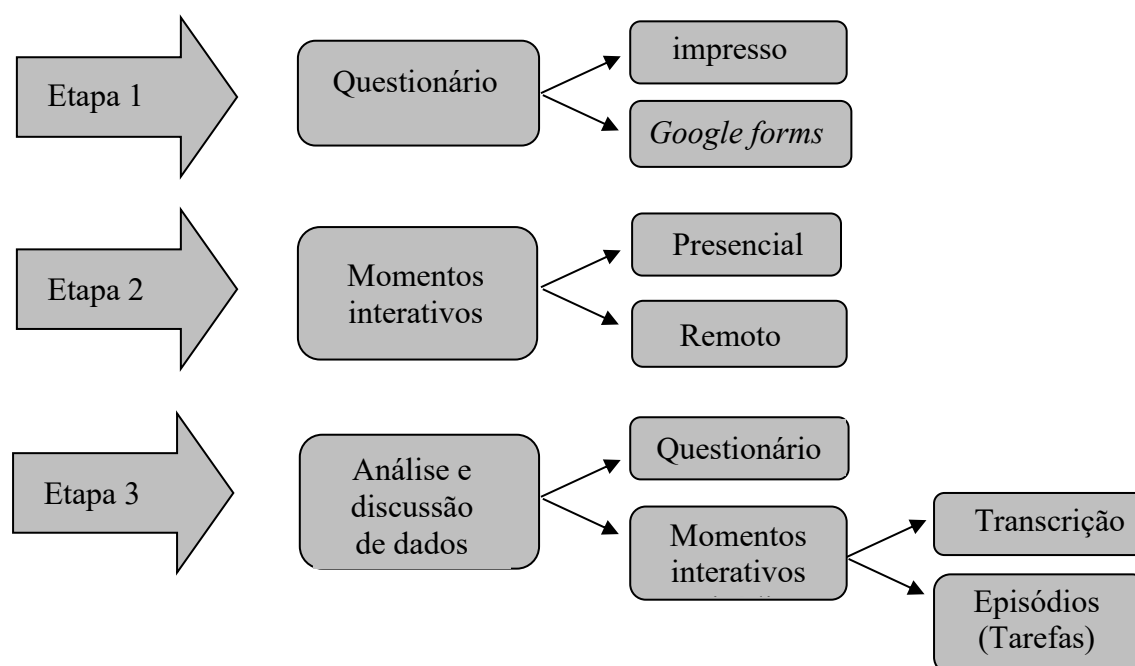 Etapa 1
Questionário
impresso
Google forms
Etapa 2
Momentos
interativos
Presencial
Remoto
Etapa 3
Análise e
discussão
de dados
Questionário
Momentos
interativos
Transcrição
Episódios
(Tarefas)